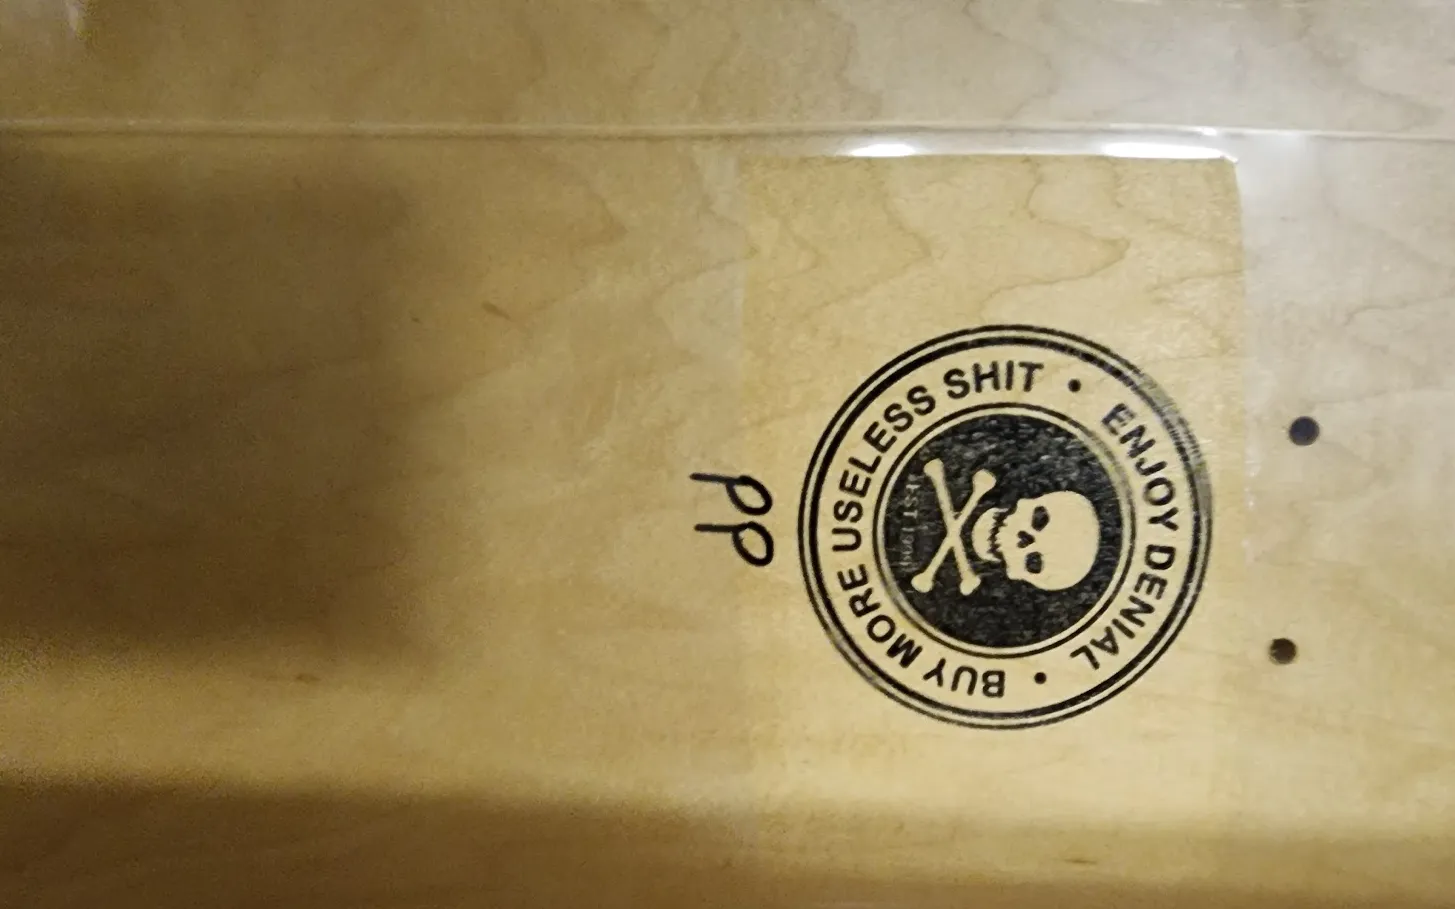 ENJOY DENIAL • BUY MORE USELESS SHIT •
PP